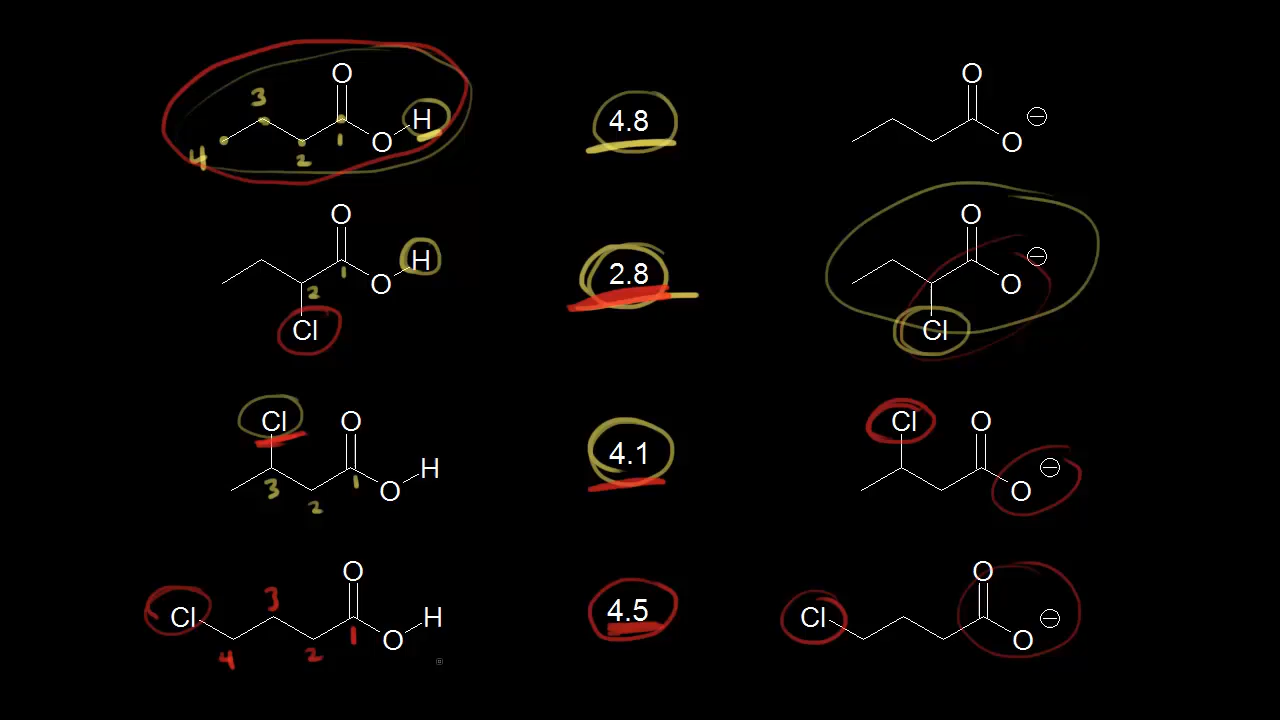 O
3 H 4.8 O ⊖
4 2 1 O O
O O
H 2.8 ⊖
1 O O
2
Cl Cl
Cl O Cl O
4.1
H ⊖
3 1 O O
2
O O
Cl 3 H 4.5 Cl ⊖
1 O O
4 2